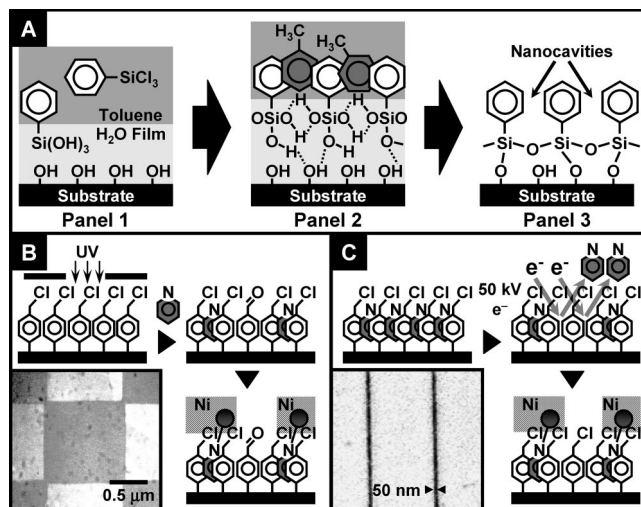 A
SiCl3
Toluene
H2O Film
Si(OH)3
OH OH OH OH
Substrate
Panel 1
H3C
H3C
H H
OSiO OSiO OSiO
H H
O H O H O
OH OH OH
Substrate
Panel 2
Nanocavities
Si Si Si
O O
O OH O O
Substrate
Panel 3
B
UV
Cl Cl Cl Cl Cl
N
Cl Cl O Cl Cl
N N
Ni Ni
Cl Cl O Cl Cl
N N
0.5 μm
C
Cl Cl Cl Cl Cl
N N N N
50 kV
e-
e- e-
N N
Cl Cl Cl Cl Cl
N N
Ni Ni
Cl Cl Cl Cl Cl
N N
50 nm